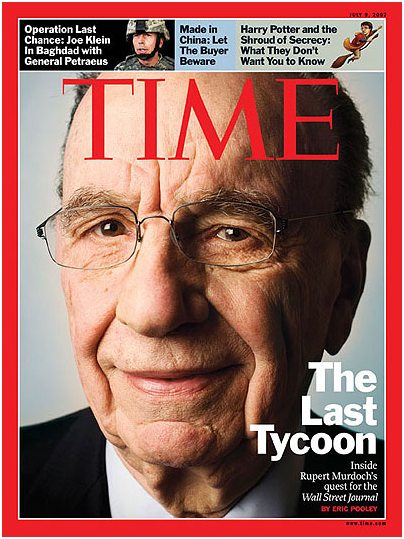 JULY 9, 2007
Operation Last
Chance: Joe Klein
In Baghdad with
General Petraeus
Made in
China: Let
The Buyer
Beware
Harry Potter and the
Shroud of Secrecy:
What They Don't
Want You to Know
TIME
The
Last
Tycoon
Inside
Rupert Murdoch's
quest for the
Wall Street Journal
BY ERIC POOLEY
www.time.com